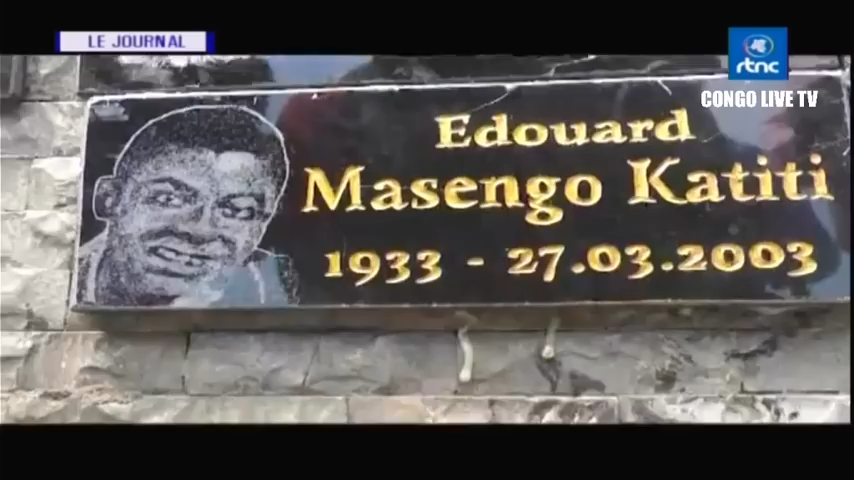 LE JOURNAL
rtnc
CONGO LIVE TV
Edouard
Masengo Katiti
1933 - 27.03.2003